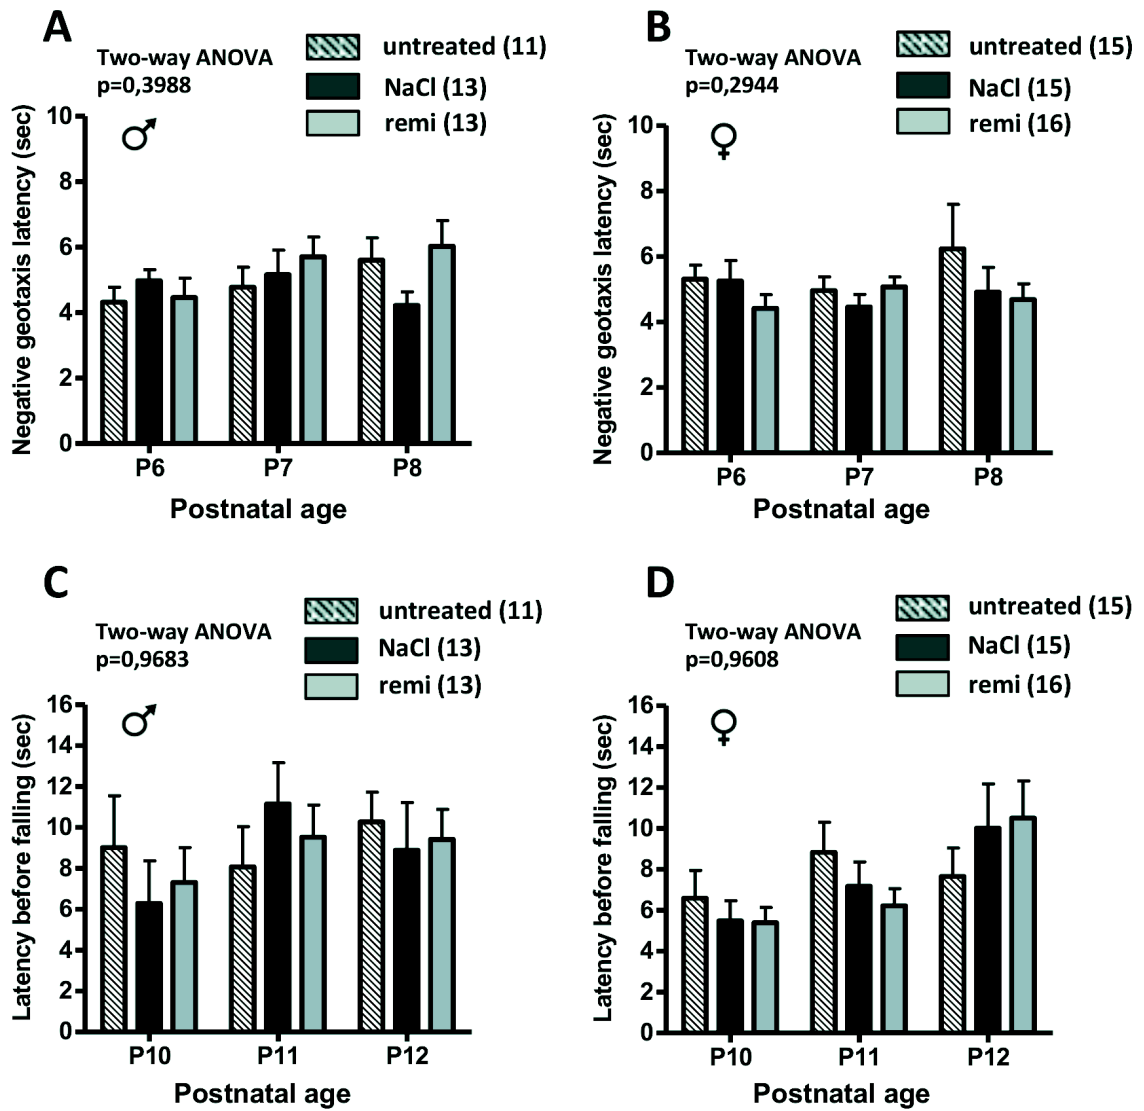 A
Two-way ANOVA
p=0,3988
untreated (11)
NaCl (13)
remi (13)
Negative geotaxis latency (sec)
10
8
6
4
2
0
P6 P7 P8
Postnatal age
B
Two-way ANOVA
p=0,2944
untreated (15)
NaCl (15)
remi (16)
Negative geotaxis latency (sec)
10
8
6
4
2
0
P6 P7 P8
Postnatal age
C
Two-way ANOVA
p=0,9683
untreated (11)
NaCl (13)
remi (13)
Latency before falling (sec)
16
14
12
10
8
6
4
2
0
P10 P11 P12
Postnatal age
D
Two-way ANOVA
p=0,9608
untreated (15)
NaCl (15)
remi (16)
Latency before falling (sec)
16
14
12
10
8
6
4
2
0
P10 P11 P12
Postnatal age